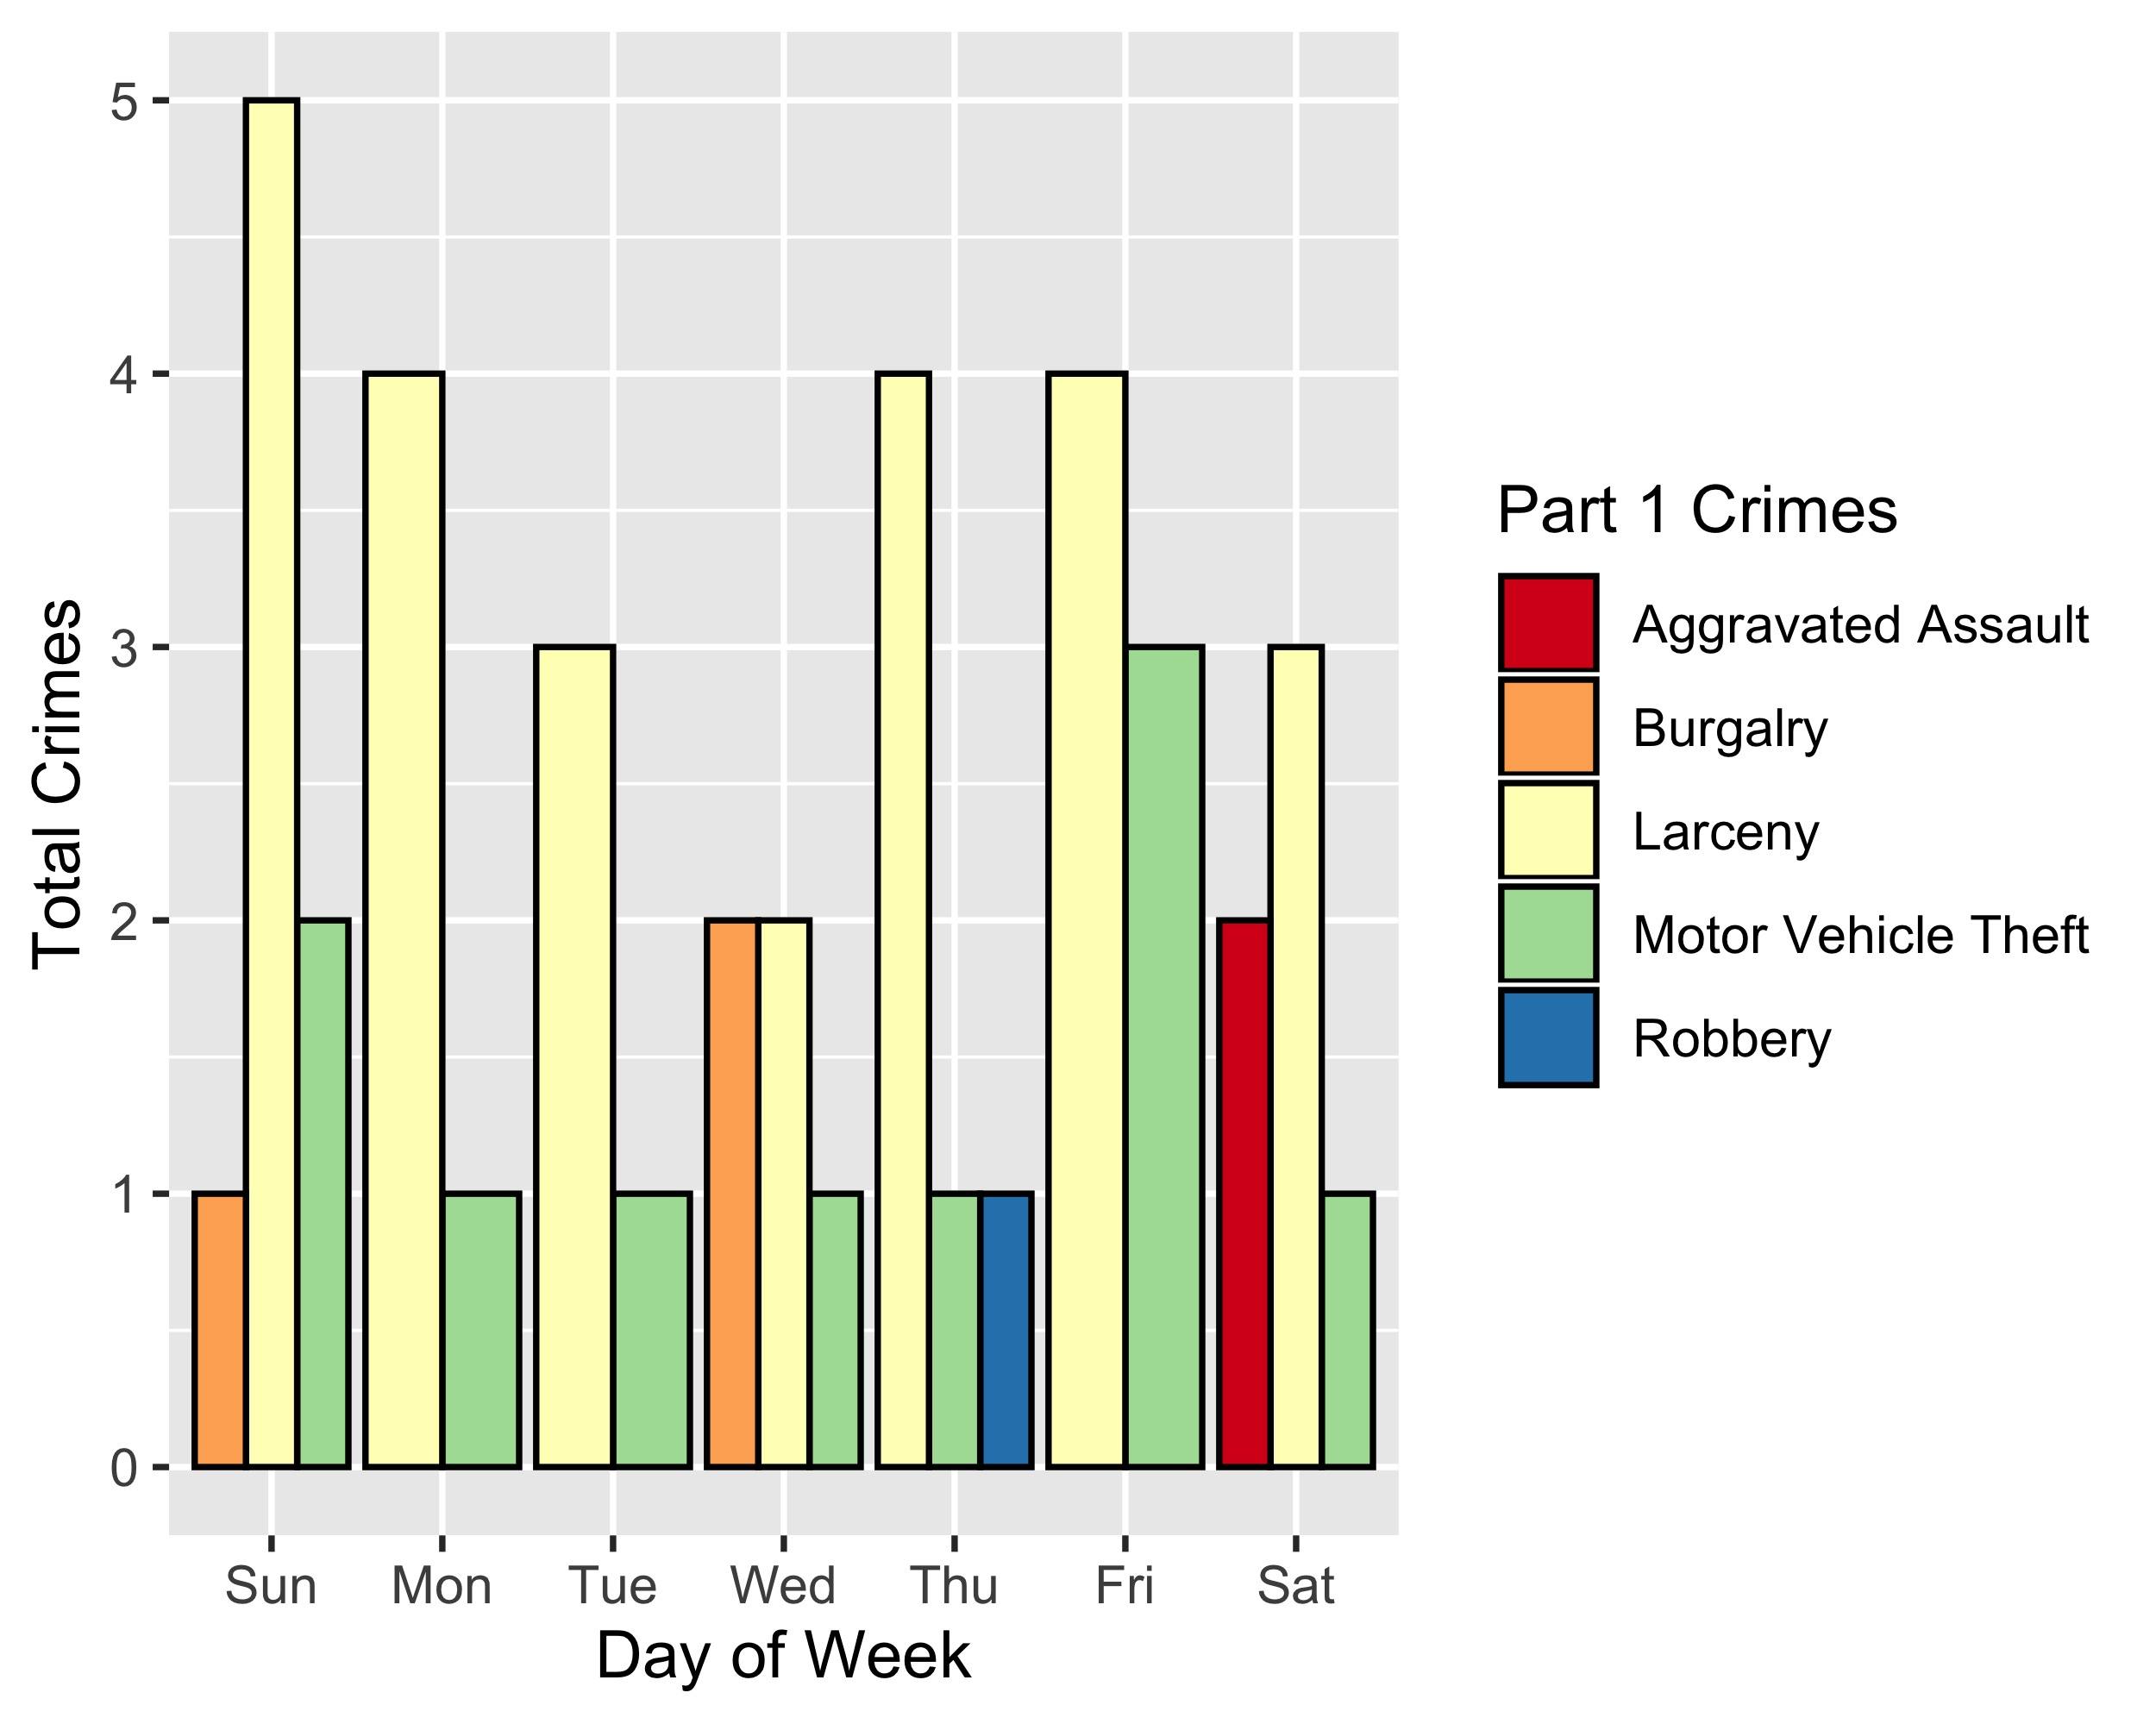 Total Crimes
5
4
3
2
1
0
Sun Mon Tue Wed Thu Fri Sat
Day of Week
Part 1 Crimes
Aggravated Assault
Burgalry
Larceny
Motor Vehicle Theft
Robbery